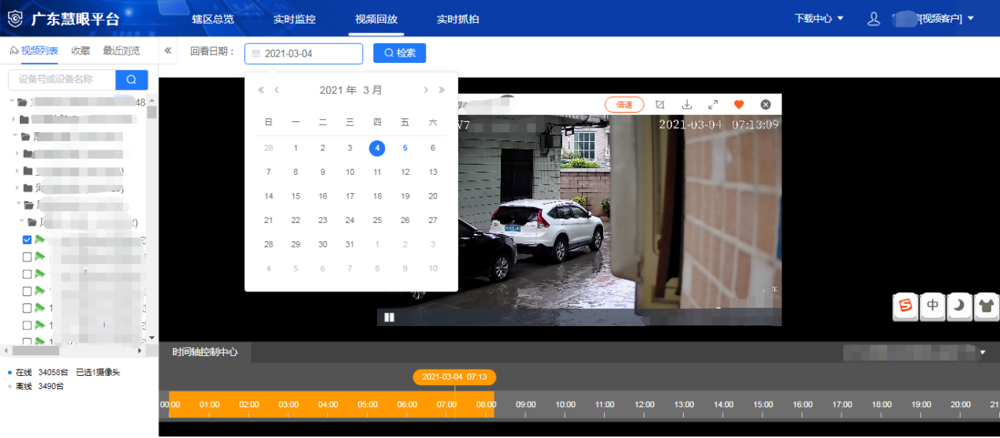 广东慧眼平台
辖区总览 实时监控 视频回放 实时抓拍
下载中心
[视频客户]
视频列表 收藏 最近浏览
回看日期： 2021-03-04 检索
设备号或设备名称
2021 年 3 月
日 一 二 三 四 五 六
28 1 2 3 4 5 6
7 8 9 10 11 12 13
14 15 16 17 18 19 20
21 22 23 24 25 26 27
28 29 30 31 1 2 3
4 5 6 7 8 9 10
倍速
2021-03-04 07:13:09
中
在线 34058台 已选1摄像头
离线 3490台
时间轴控制中心
2021-03-04 07:13
00:00 01:00 02:00 03:00 04:00 05:00 06:00 07:00 08:00 09:00 10:00 11:00 12:00 13:00 14:00 15:00 16:00 17:00 18:00 19:00 20:00 21